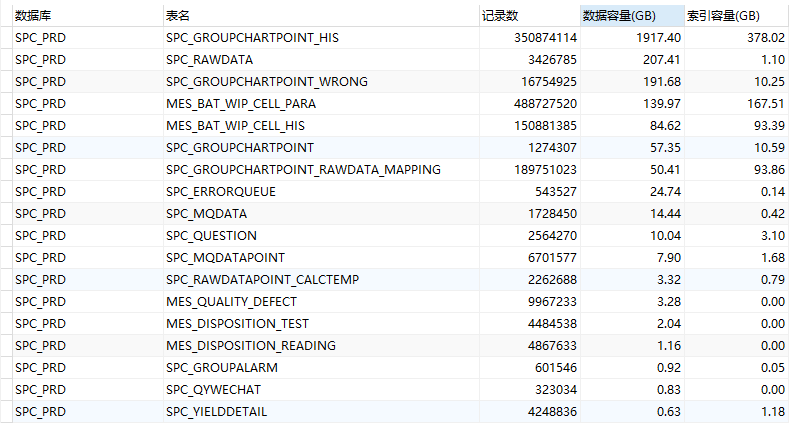 数据库 表名 记录数 数据容量(GB) 索引容量(GB)
SPC_PRD SPC_GROUPCHARTPOINT_HIS 350874114 1917.40 378.02
SPC_PRD SPC_RAWDATA 3426785 207.41 1.10
SPC_PRD SPC_GROUPCHARTPOINT_WRONG 16754925 191.68 10.25
SPC_PRD MES_BAT_WIP_CELL_PARA 488727520 139.97 167.51
SPC_PRD MES_BAT_WIP_CELL_HIS 150881385 84.62 93.39
SPC_PRD SPC_GROUPCHARTPOINT 1274307 57.35 10.59
SPC_PRD SPC_GROUPCHARTPOINT_RAWDATA_MAPPING 189751023 50.41 93.86
SPC_PRD SPC_ERRORQUEUE 543527 24.74 0.14
SPC_PRD SPC_MQDATA 1728450 14.44 0.42
SPC_PRD SPC_QUESTION 2564270 10.04 3.10
SPC_PRD SPC_MQDATAPOINT 6701577 7.90 1.68
SPC_PRD SPC_RAWDATAPOINT_CALCTEMP 2262688 3.32 0.79
SPC_PRD MES_QUALITY_DEFECT 9967233 3.28 0.00
SPC_PRD MES_DISPOSITION_TEST 4484538 2.04 0.00
SPC_PRD MES_DISPOSITION_READING 4867633 1.16 0.00
SPC_PRD SPC_GROUPALARM 601546 0.92 0.05
SPC_PRD SPC_QYWECHAT 323034 0.83 0.00
SPC_PRD SPC_YIELDDETAIL 4248836 0.63 1.18